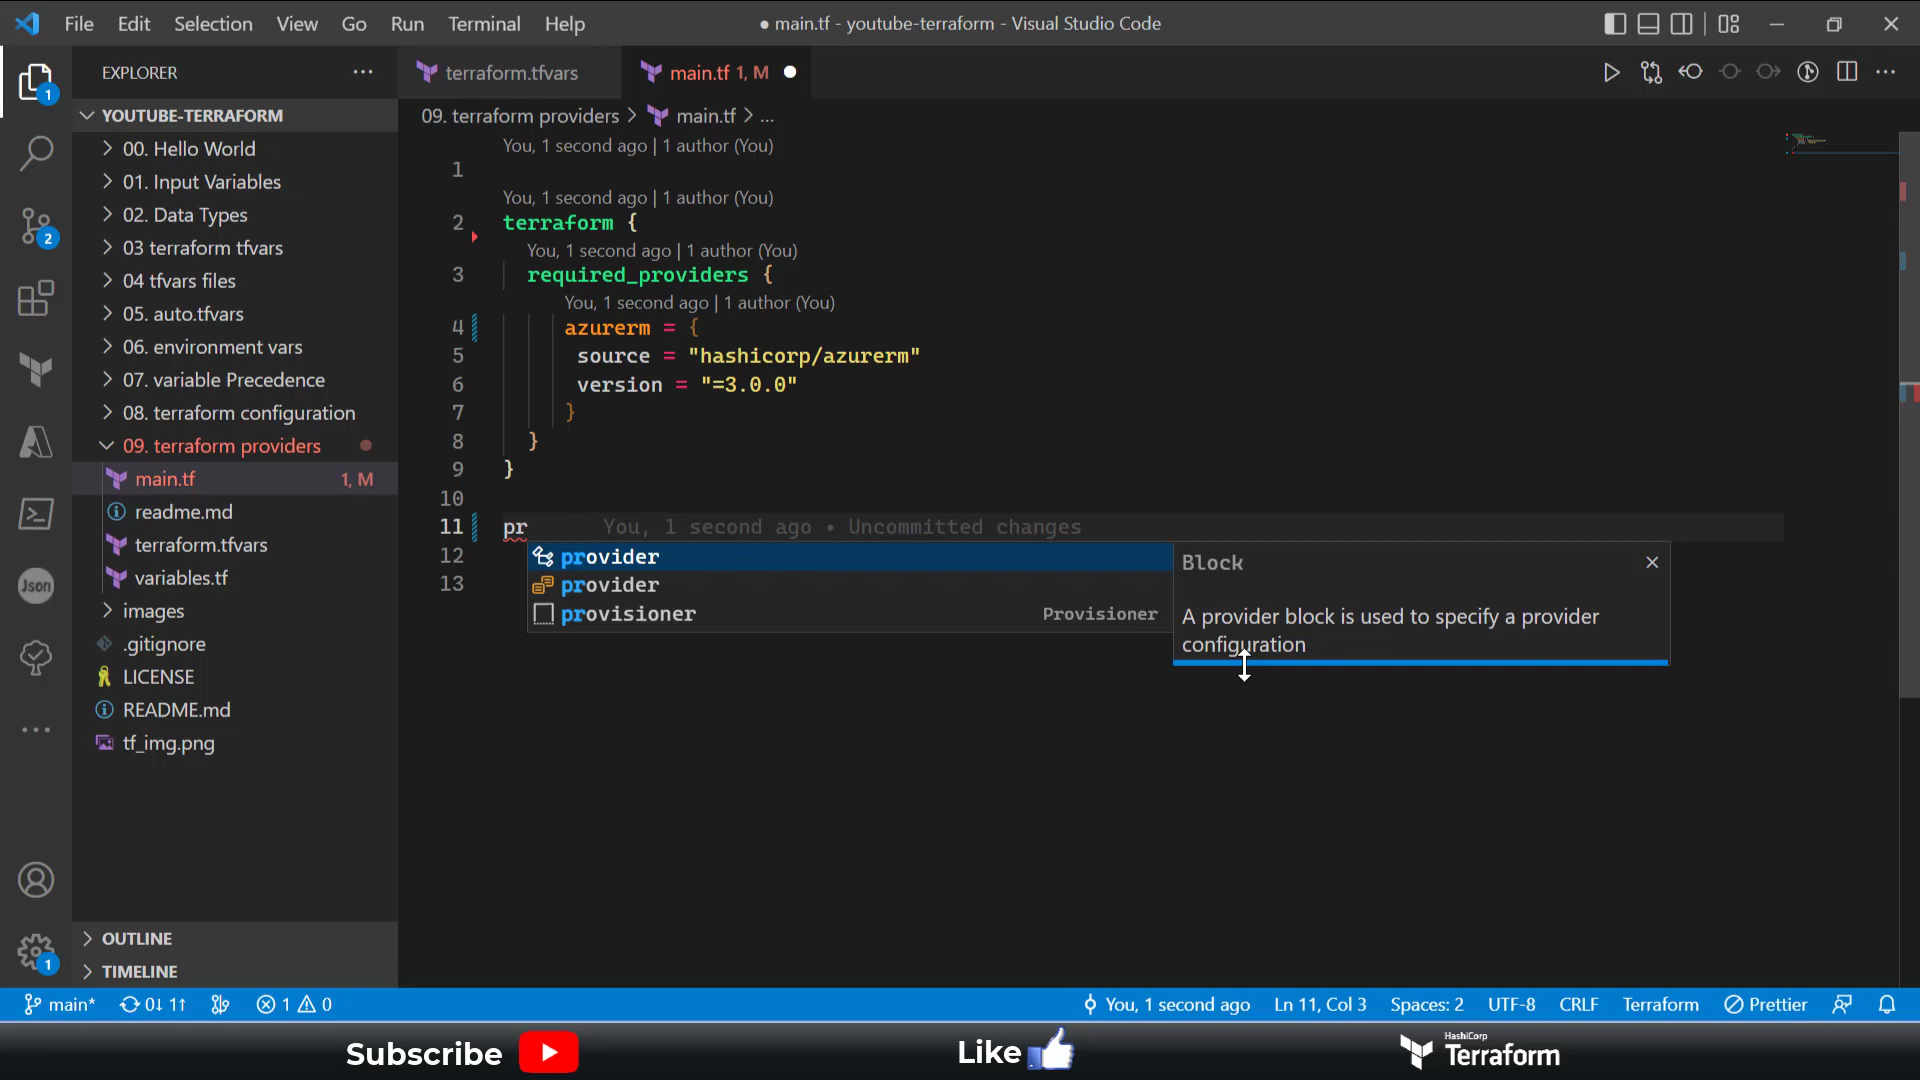 File Edit Selection View Go Run Terminal Help
● main.tf - youtube-terraform - Visual Studio Code
EXPLORER
terraform.tfvars
main.tf 1, M
09. terraform providers > main.tf > ...
YOUTUBE-TERRAFORM
00. Hello World
01. Input Variables
02. Data Types
03 terraform tfvars
04 tfvars files
05. auto.tfvars
06. environment vars
07. variable Precedence
08. terraform configuration
09. terraform providers
main.tf 1, M
readme.md
terraform.tfvars
variables.tf
images
.gitignore
LICENSE
README.md
tf_img.png
OUTLINE
TIMELINE
1
2
Json
1
You, 1 second ago | 1 author (You)
1
You, 1 second ago | 1 author (You)
2 terraform {
You, 1 second ago | 1 author (You)
3 required_providers {
You, 1 second ago | 1 author (You)
4 azurerm = {
5 source = "hashicorp/azurerm"
6 version = "=3.0.0"
7 }
8 }
9 }
10
11 pr You, 1 second ago • Uncommitted changes
12
13
provider
provider
provisioner Provisioner
Block
A provider block is used to specify a provider
configuration
main* 0↓ 1↑ 1 0
You, 1 second ago Ln 11, Col 3 Spaces: 2 UTF-8 CRLF Terraform Prettier
Subscribe
Like
HashiCorp
Terraform